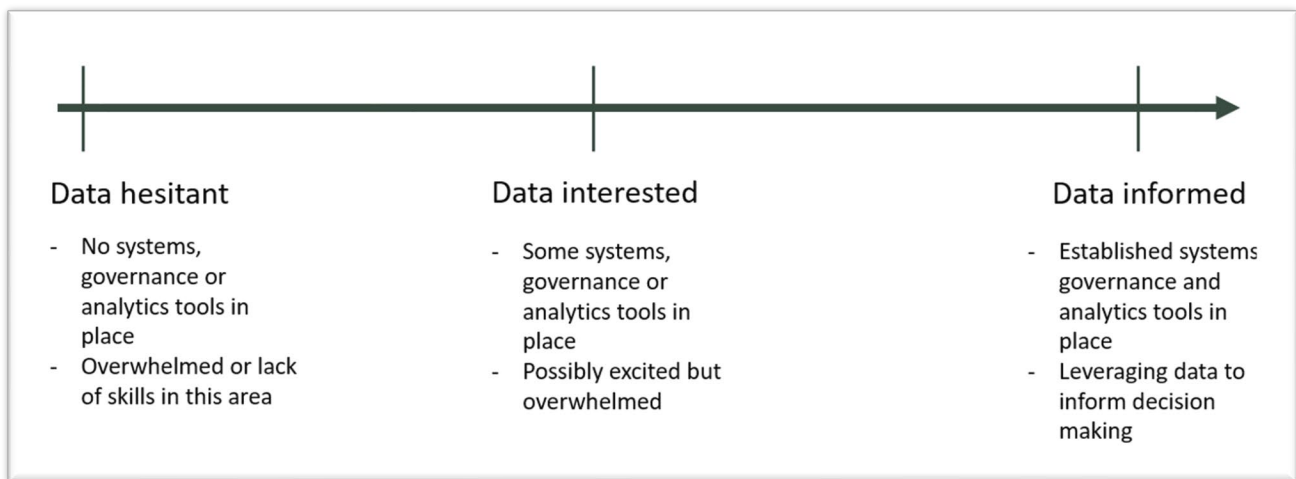 Data hesitant
- No systems,
governance or
analytics tools in
place
- Overwhelmed or lack
of skills in this area
Data interested
- Some systems,
governance or
analytics tools in
place
- Possibly excited but
overwhelmed
Data informed
- Established systems
governance and
analytics tools in
place
- Leveraging data to
inform decision
making